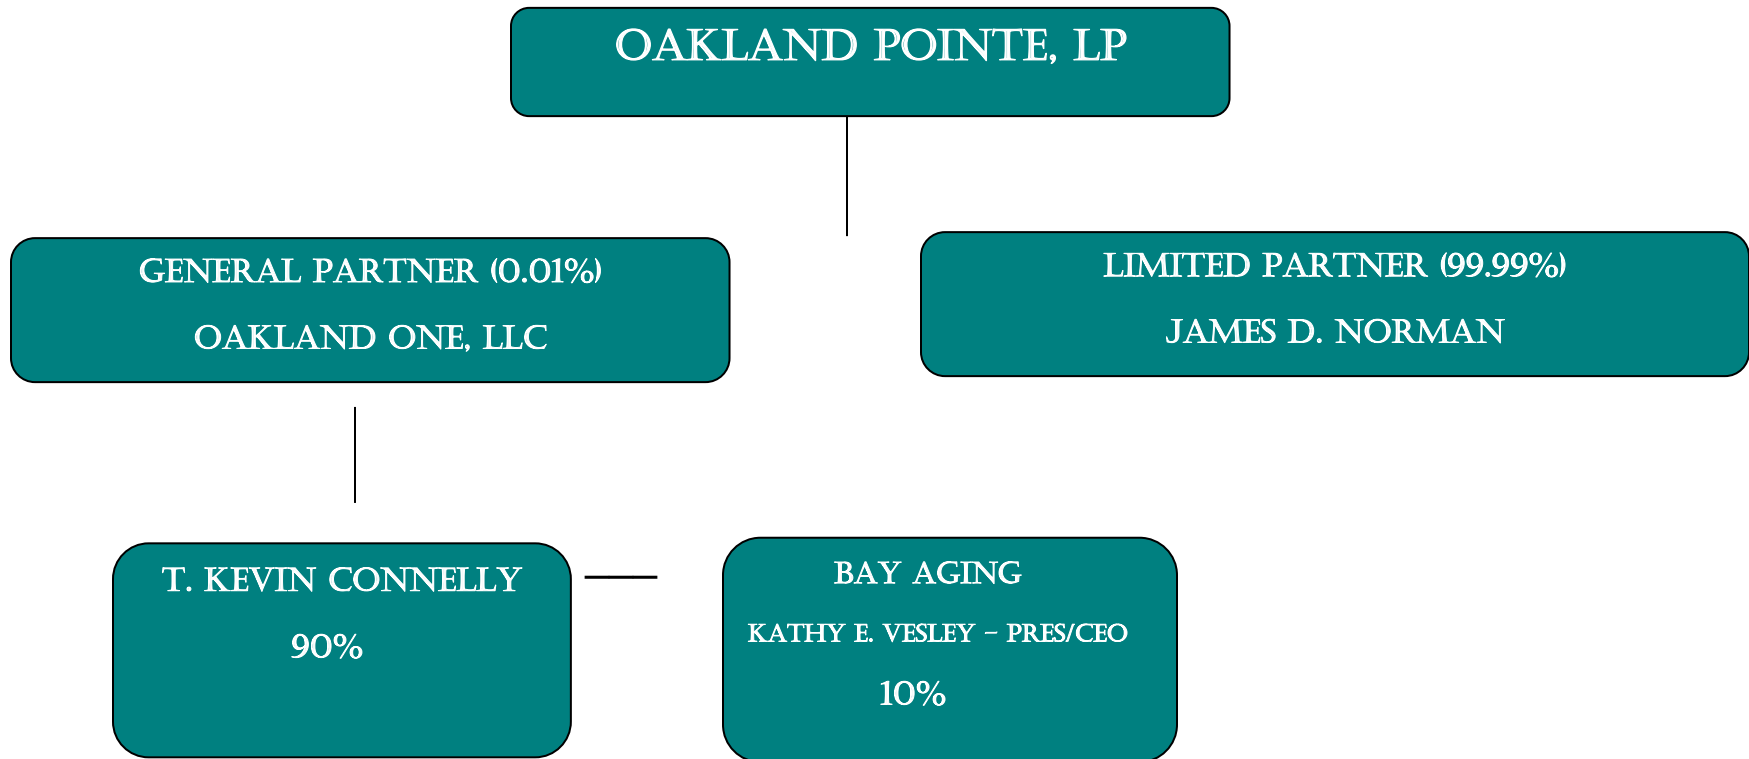 OAKLAND POINTE, LP
GENERAL PARTNER (0.01%)
OAKLAND ONE, LLC
LIMITED PARTNER (99.99%)
JAMES D. NORMAN
T. KEVIN CONNELLY
90%
BAY AGING
KATHY E. VESLEY – PRES/CEO
10%